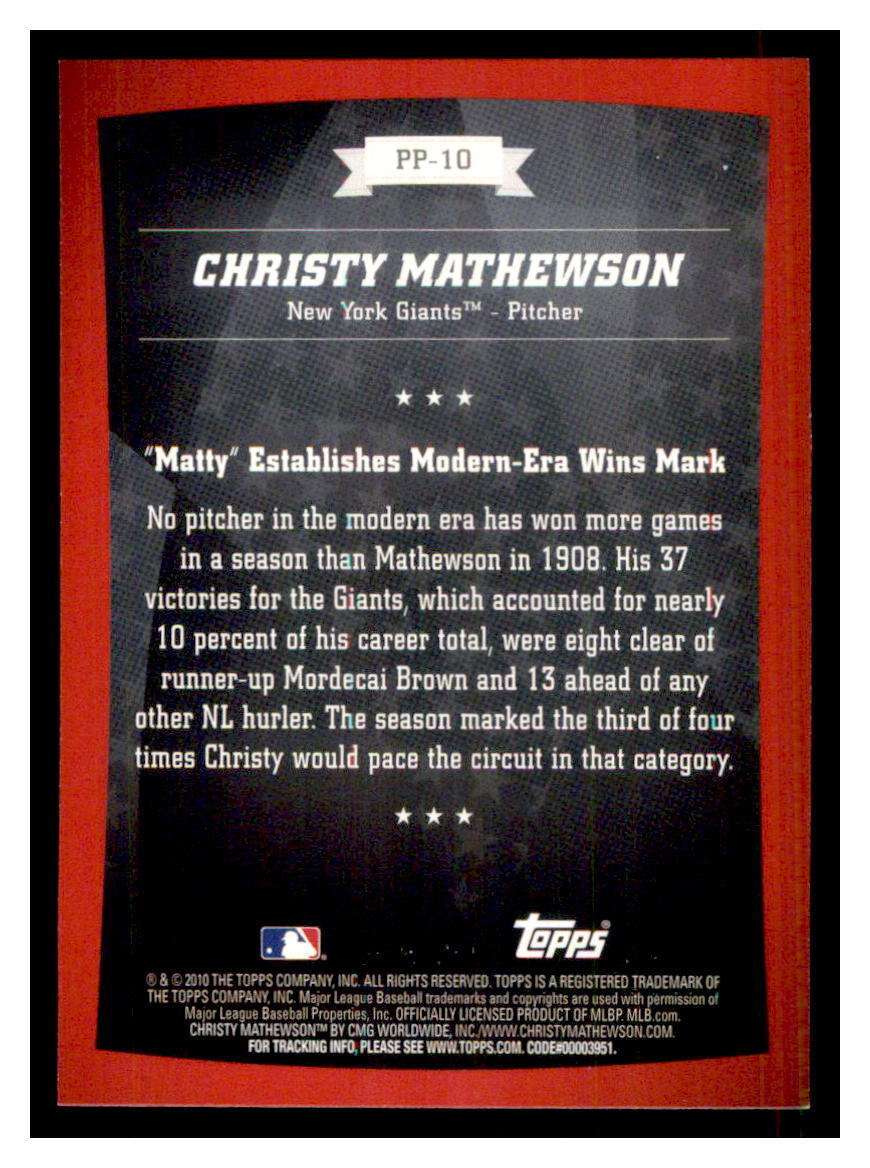 PP-10
CHRISTY MATHEWSON
New York Giants™ - Pitcher
★ ★ ★
"Matty" Establishes Modern-Era Wins Mark
No pitcher in the modern era has won more games
in a season than Mathewson in 1908. His 37
victories for the Giants, which accounted for nearly
10 percent of his career total, were eight clear of
runner-up Mordecai Brown and 13 ahead of any
other NL hurler. The season marked the third of four
times Christy would pace the circuit in that category.
★ ★ ★
Topps®
® & © 2010 THE TOPPS COMPANY, INC. ALL RIGHTS RESERVED. TOPPS IS A REGISTERED TRADEMARK OF
THE TOPPS COMPANY, INC. Major League Baseball trademarks and copyrights are used with permission of
Major League Baseball Properties, Inc. OFFICIALLY LICENSED PRODUCT OF MLBP. MLB.com.
CHRISTY MATHEWSON™ BY CMG WORLDWIDE, INC./WWW.CHRISTYMATHEWSON.COM.
FOR TRACKING INFO, PLEASE SEE WWW.TOPPS.COM. CODE#00003951.